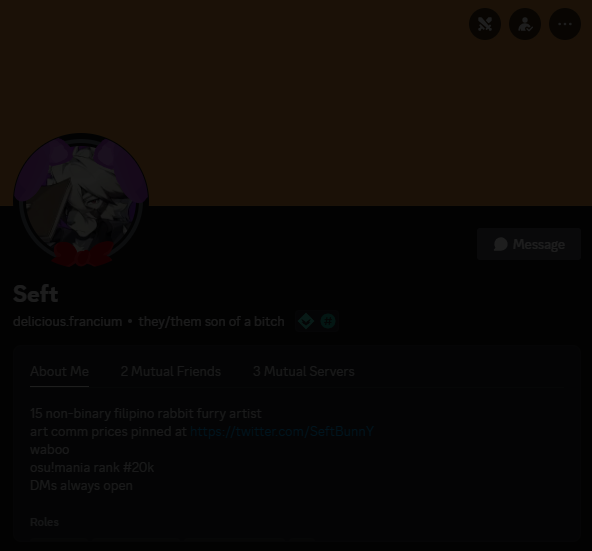 Message
Seft
delicious.francium • they/them son of a bitch
About Me 2 Mutual Friends 3 Mutual Servers
15 non-binary filipino rabbit furry artist
art comm prices pinned at https://twitter.com/SeftBunnY
waboo
osu!mania rank #20k
DMs always open
Roles